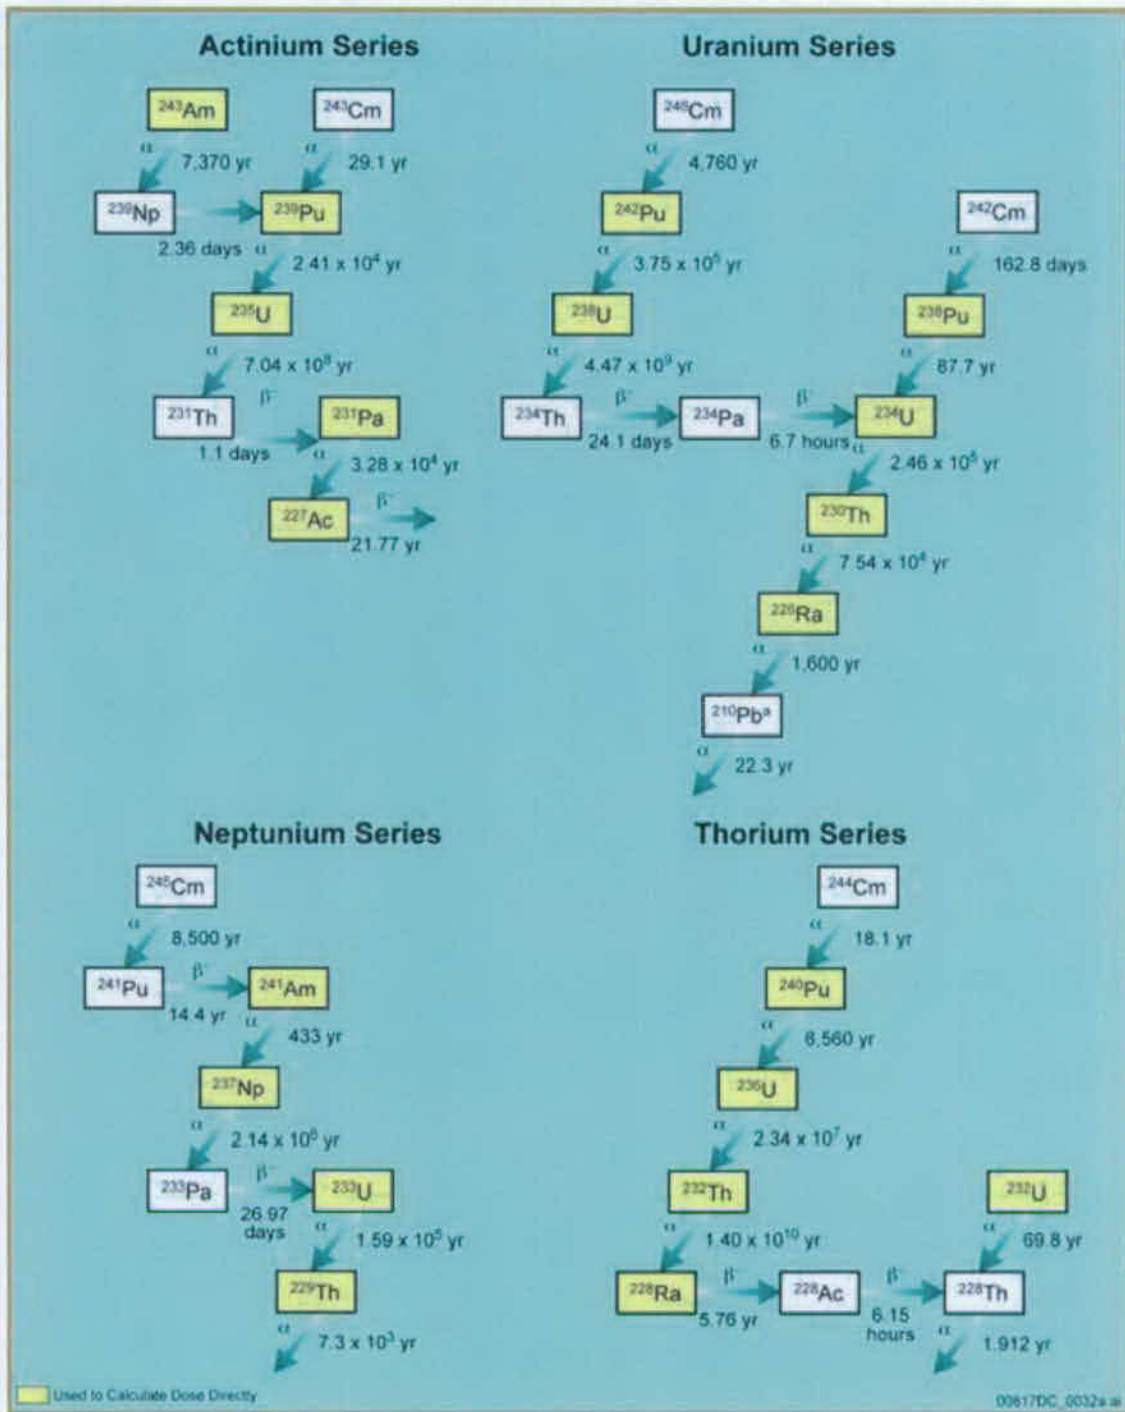 Actinium Series
²⁴³Am
²⁴³Cm
α
7,370 yr
α
29.1 yr
²³⁹Np
²³⁹Pu
2.36 days
α
2.41 x 10⁴ yr
²³⁵U
α
7.04 x 10⁸ yr
²³¹Th
β⁻
²³¹Pa
1.1 days
α
3.28 x 10⁴ yr
²²⁷Ac
β⁻
21.77 yr
Uranium Series
Cm
α
4,760 yr
²⁴²Pu
²⁴²Cm
α
3.75 x 10⁵ yr
α
162.8 days
²³⁸U
²³⁸Pu
α
4.47 x 10⁹ yr
α
87.7 yr
²³⁴Th
β⁻
²³⁴Pa
β⁻
²³⁴U
24.1 days
6.7 hours
α
2.46 x 10⁵ yr
²³⁰Th
α
7.54 x 10⁴ yr
²²⁶Ra
α
1,600 yr
²¹⁰Pbᵃ
α
22.3 yr
Neptunium Series
²⁴⁵Cm
α
8,500 yr
²⁴¹Pu
β⁻
²⁴¹Am
14.4 yr
α
433 yr
²³⁷Np
α
2.14 x 10⁶ yr
²³³Pa
β⁻
²³³U
26.97
days
α
1.59 x 10⁵ yr
²²⁹Th
α
7.3 x 10³ yr
Thorium Series
²⁴⁴Cm
α
18.1 yr
²⁴⁰Pu
α
6,560 yr
²³⁶U
α
2.34 x 10⁷ yr
²³²Th
²³²U
α
1.40 x 10¹⁰ yr
α
69.8 yr
²²⁸Ra
β⁻
²²⁸Ac
β⁻
²²⁸Th
5.76 yr
6.15
hours
α
1.912 yr
Used to Calculate Dose Directly
00817DC_0032a.ai